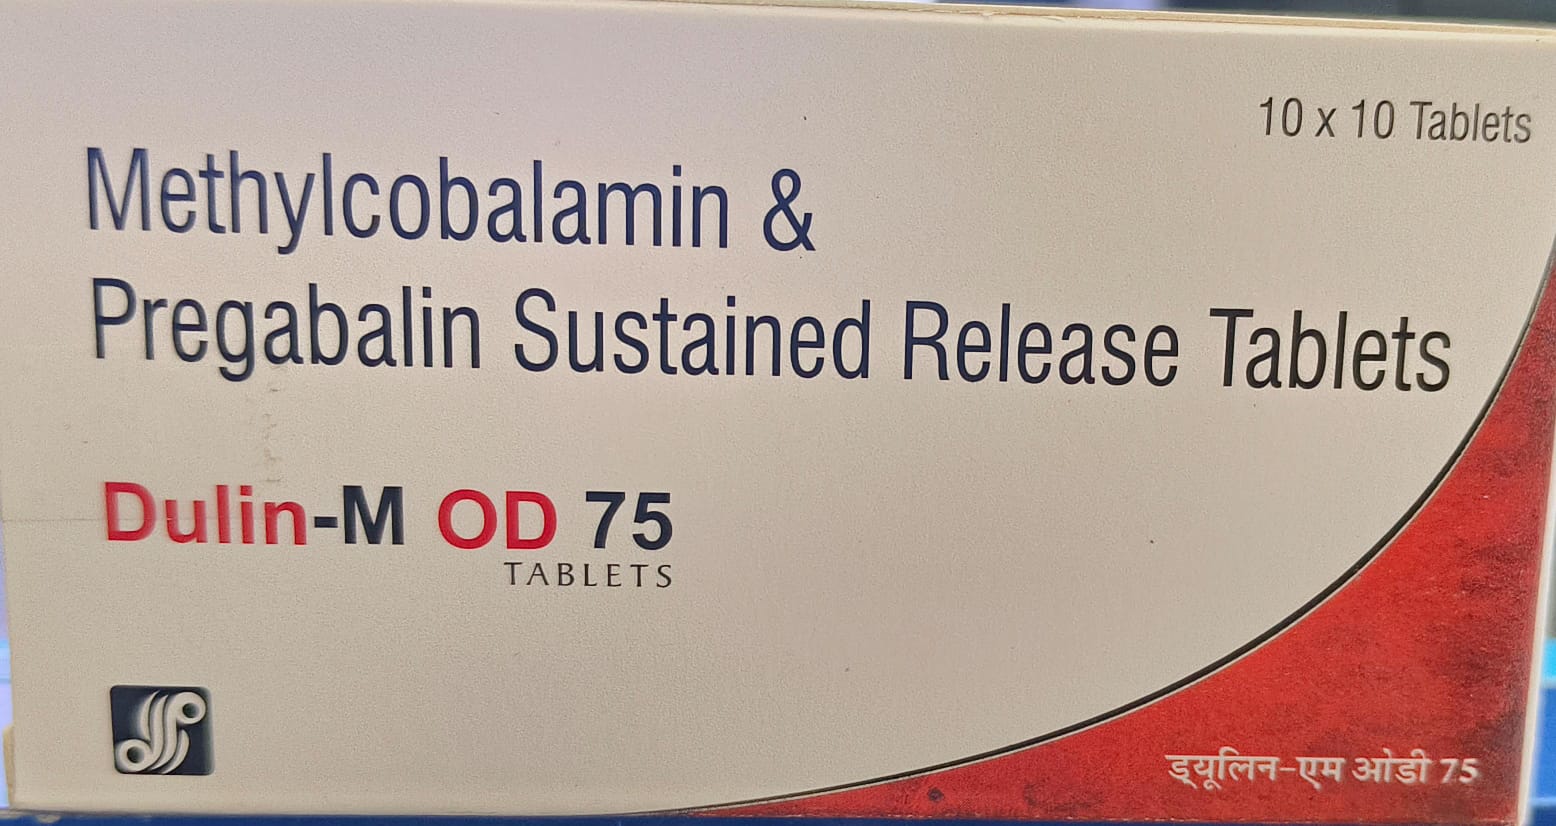 10 x 10 Tablets
Methylcobalamin &
Pregabalin Sustained Release Tablets
Dulin-M OD 75
TABLETS
ड्यूलिन-एम ओडी 75